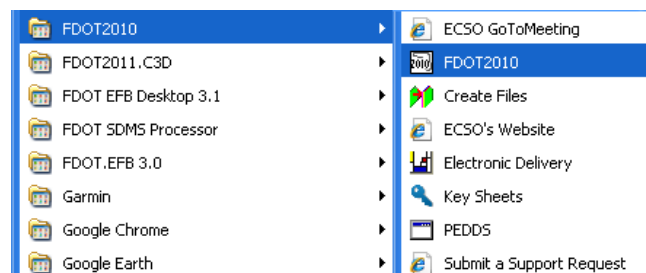 FDOT2010
FDOT2011.C3D
FDOT EFB Desktop 3.1
FDOT SDMS Processor
FDOT.EFB 3.0
Garmin
Google Chrome
Google Earth
ECSO GoToMeeting
2010
FDOT2010
Create Files
ECSO's Website
Electronic Delivery
Key Sheets
PEDDS
Submit a Support Request